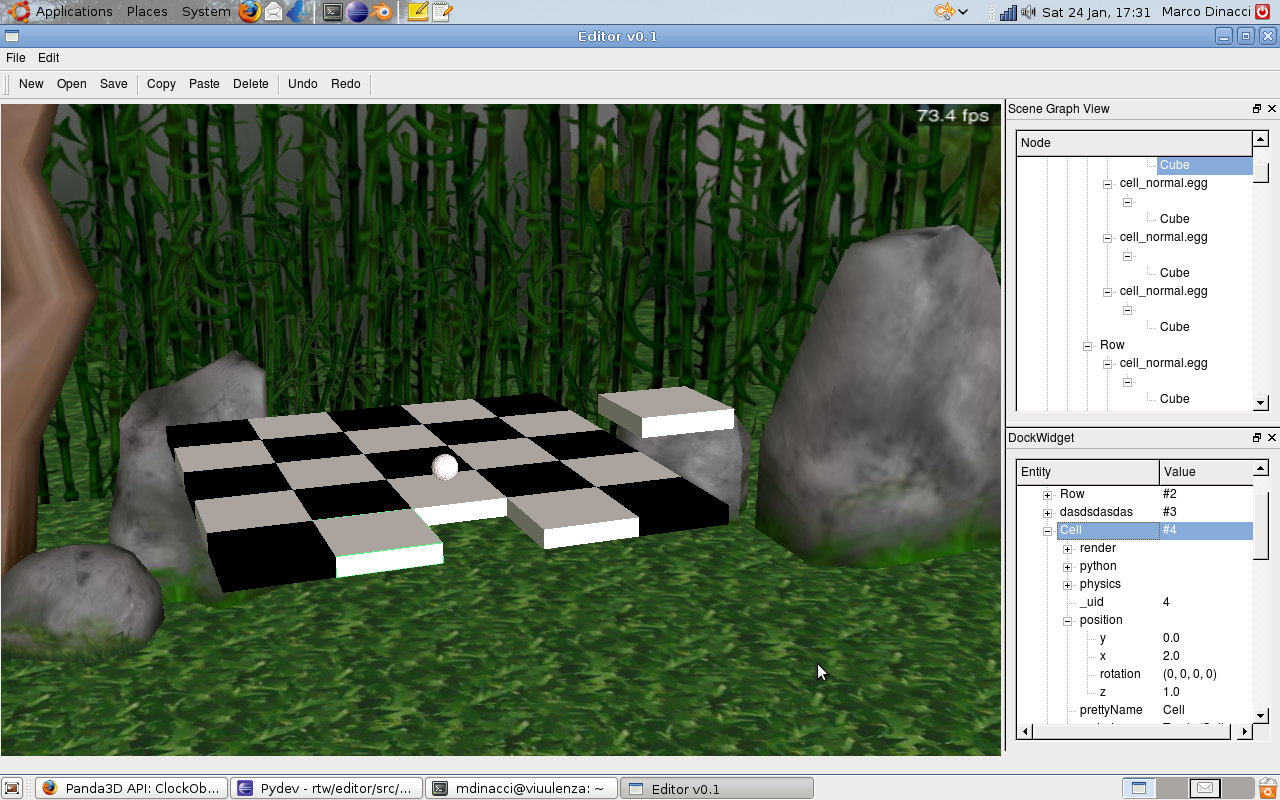 Applications Places System Sat 24 Jan, 17:31 Marco Dinacci
Editor v0.1
File Edit
New Open Save Copy Paste Delete Undo Redo
73.4 fps
Scene Graph View
Node
Cube
cell_normal.egg
Cube
cell_normal.egg
Cube
cell_normal.egg
Cube
Row
cell_normal.egg
Cube
DockWidget
Entity Value
Row #2
dasdsdasdas #3
Cell #4
render
python
physics
_uid 4
position
y 0.0
x 2.0
rotation (0, 0, 0, 0)
z 1.0
prettyName Cell
Panda3D API: ClockOb... Pydev - rtw/editor/src/... mdinacci@viuulenza: ~ Editor v0.1